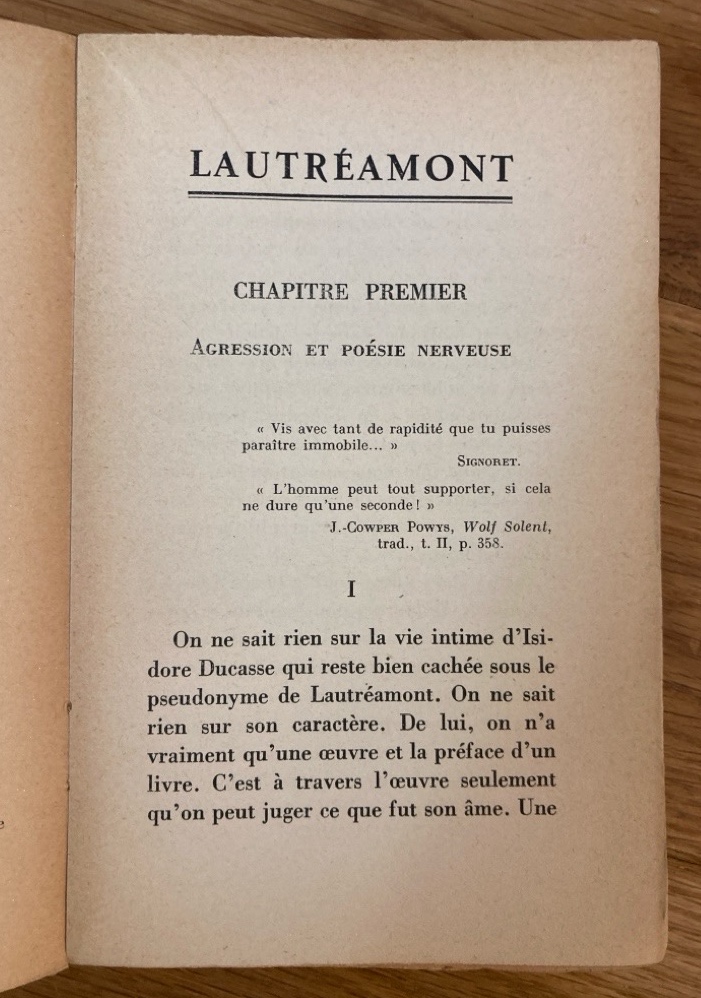 LAUTRÉAMONT
CHAPITRE PREMIER
AGRESSION ET POÉSIE NERVEUSE
« Vis avec tant de rapidité que tu puisses
paraître immobile... »
SIGNORET.
« L'homme peut tout supporter, si cela
ne dure qu'une seconde ! »
J.-COWPER POWYS, Wolf Solent,
trad., t. II, p. 358.
I
On ne sait rien sur la vie intime d'Isi-
dore Ducasse qui reste bien cachée sous le
pseudonyme de Lautréamont. On ne sait
rien sur son caractère. De lui, on n'a
vraiment qu'une œuvre et la préface d'un
livre. C'est à travers l'œuvre seulement
qu'on peut juger ce que fut son âme. Une